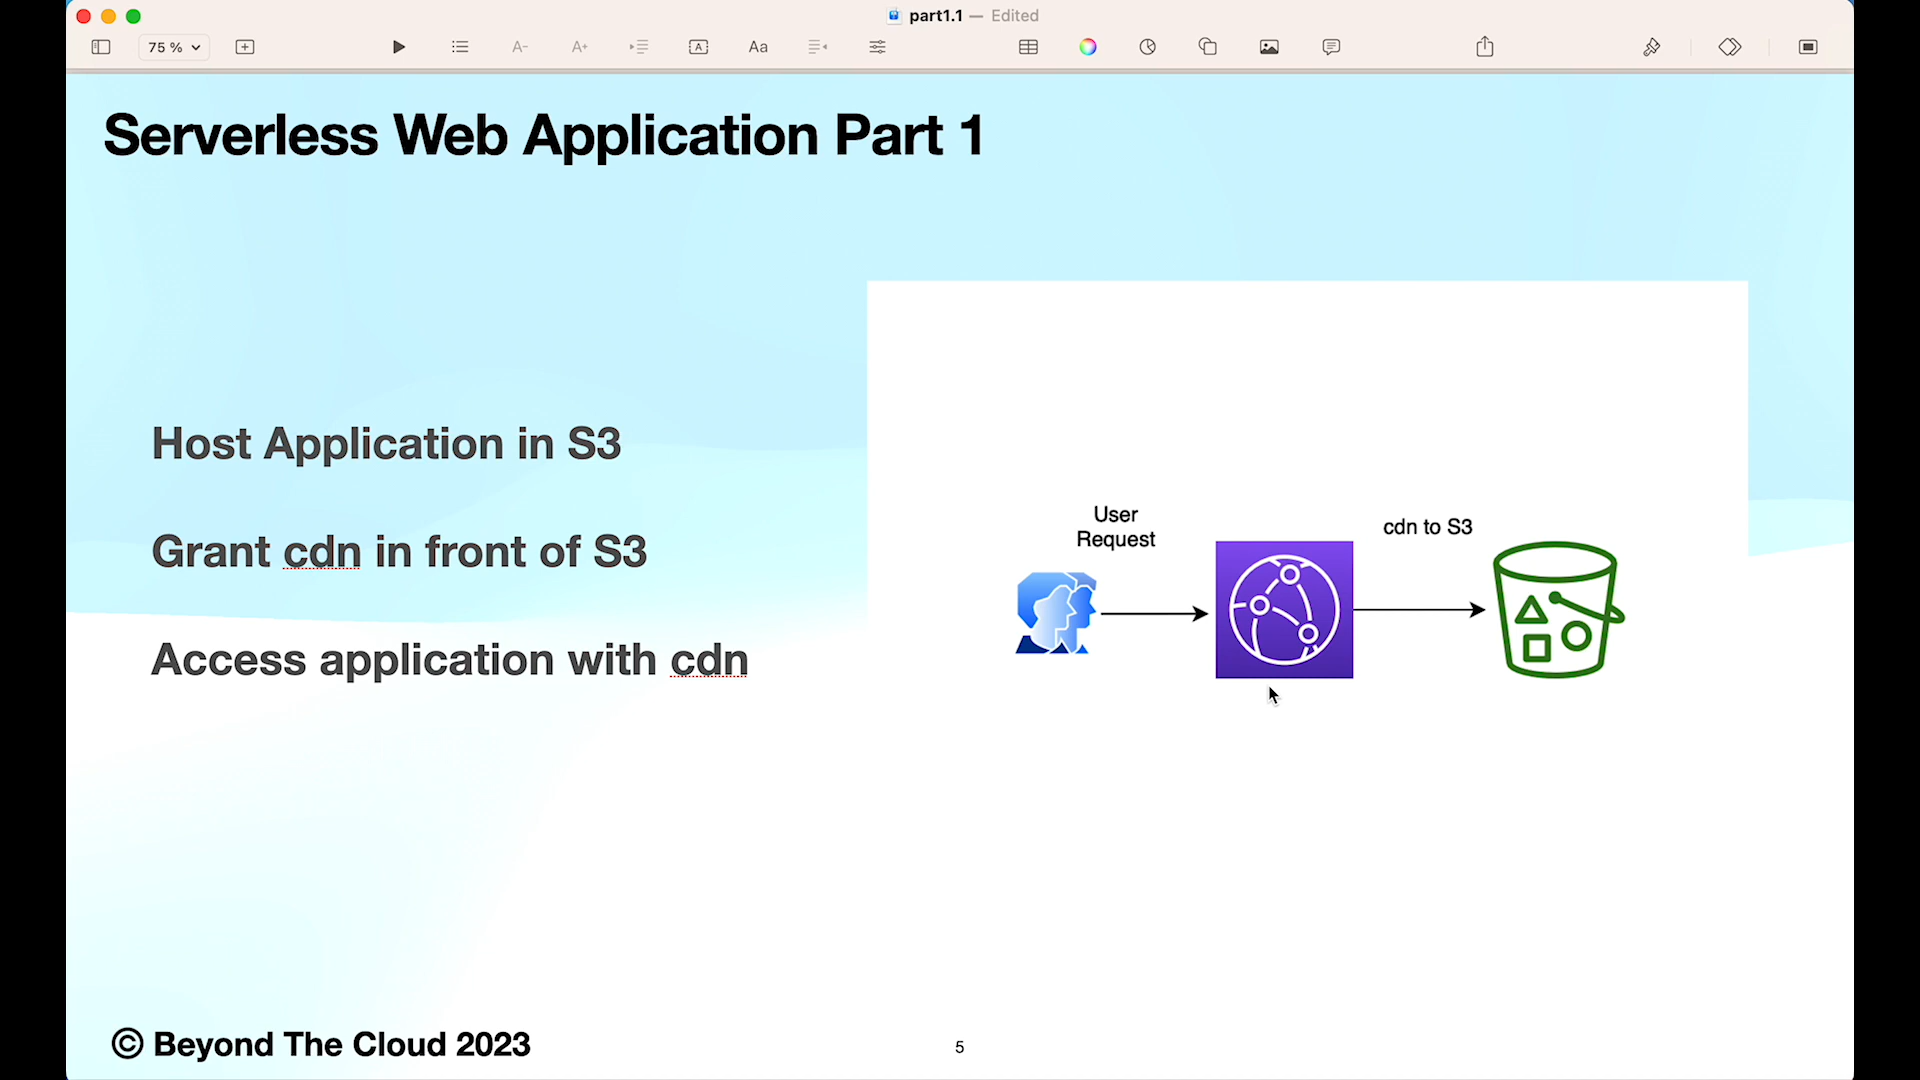 part1.1 — Edited
75 %
A-
A+
A
Aa
Serverless Web Application Part 1
Host Application in S3
Grant cdn in front of S3
Access application with cdn
User
Request
cdn to S3
© Beyond The Cloud 2023
5